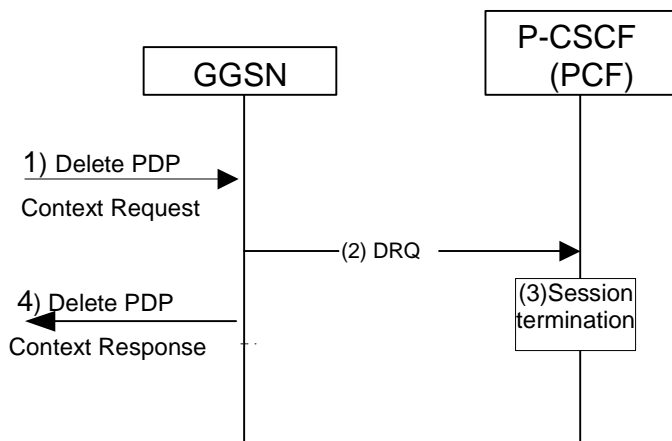 P-CSCF
(PCF)
GGSN
1) Delete PDP
Context Request
(2) DRQ
(3)Session
termination
4) Delete PDP
Context Response